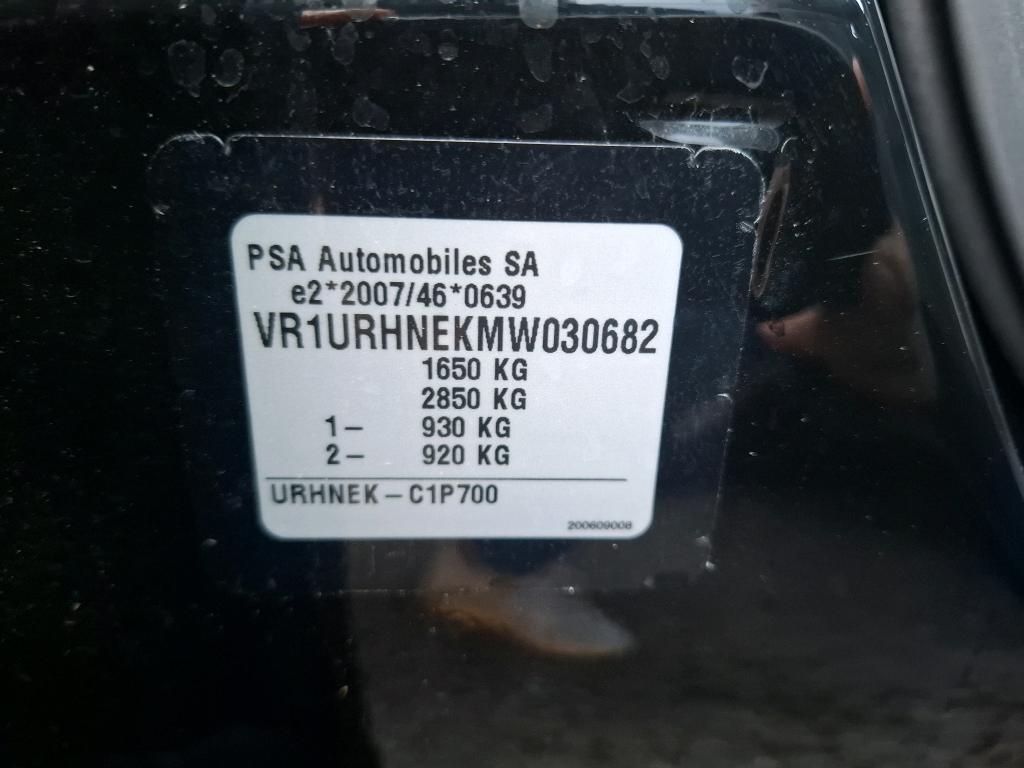 PSA Automobiles SA
e2*2007/46*0639
VR1URHNEKMW030682
1650 KG
2850 KG
1- 930 KG
2- 920 KG
URHNEK-C1P700
200609008